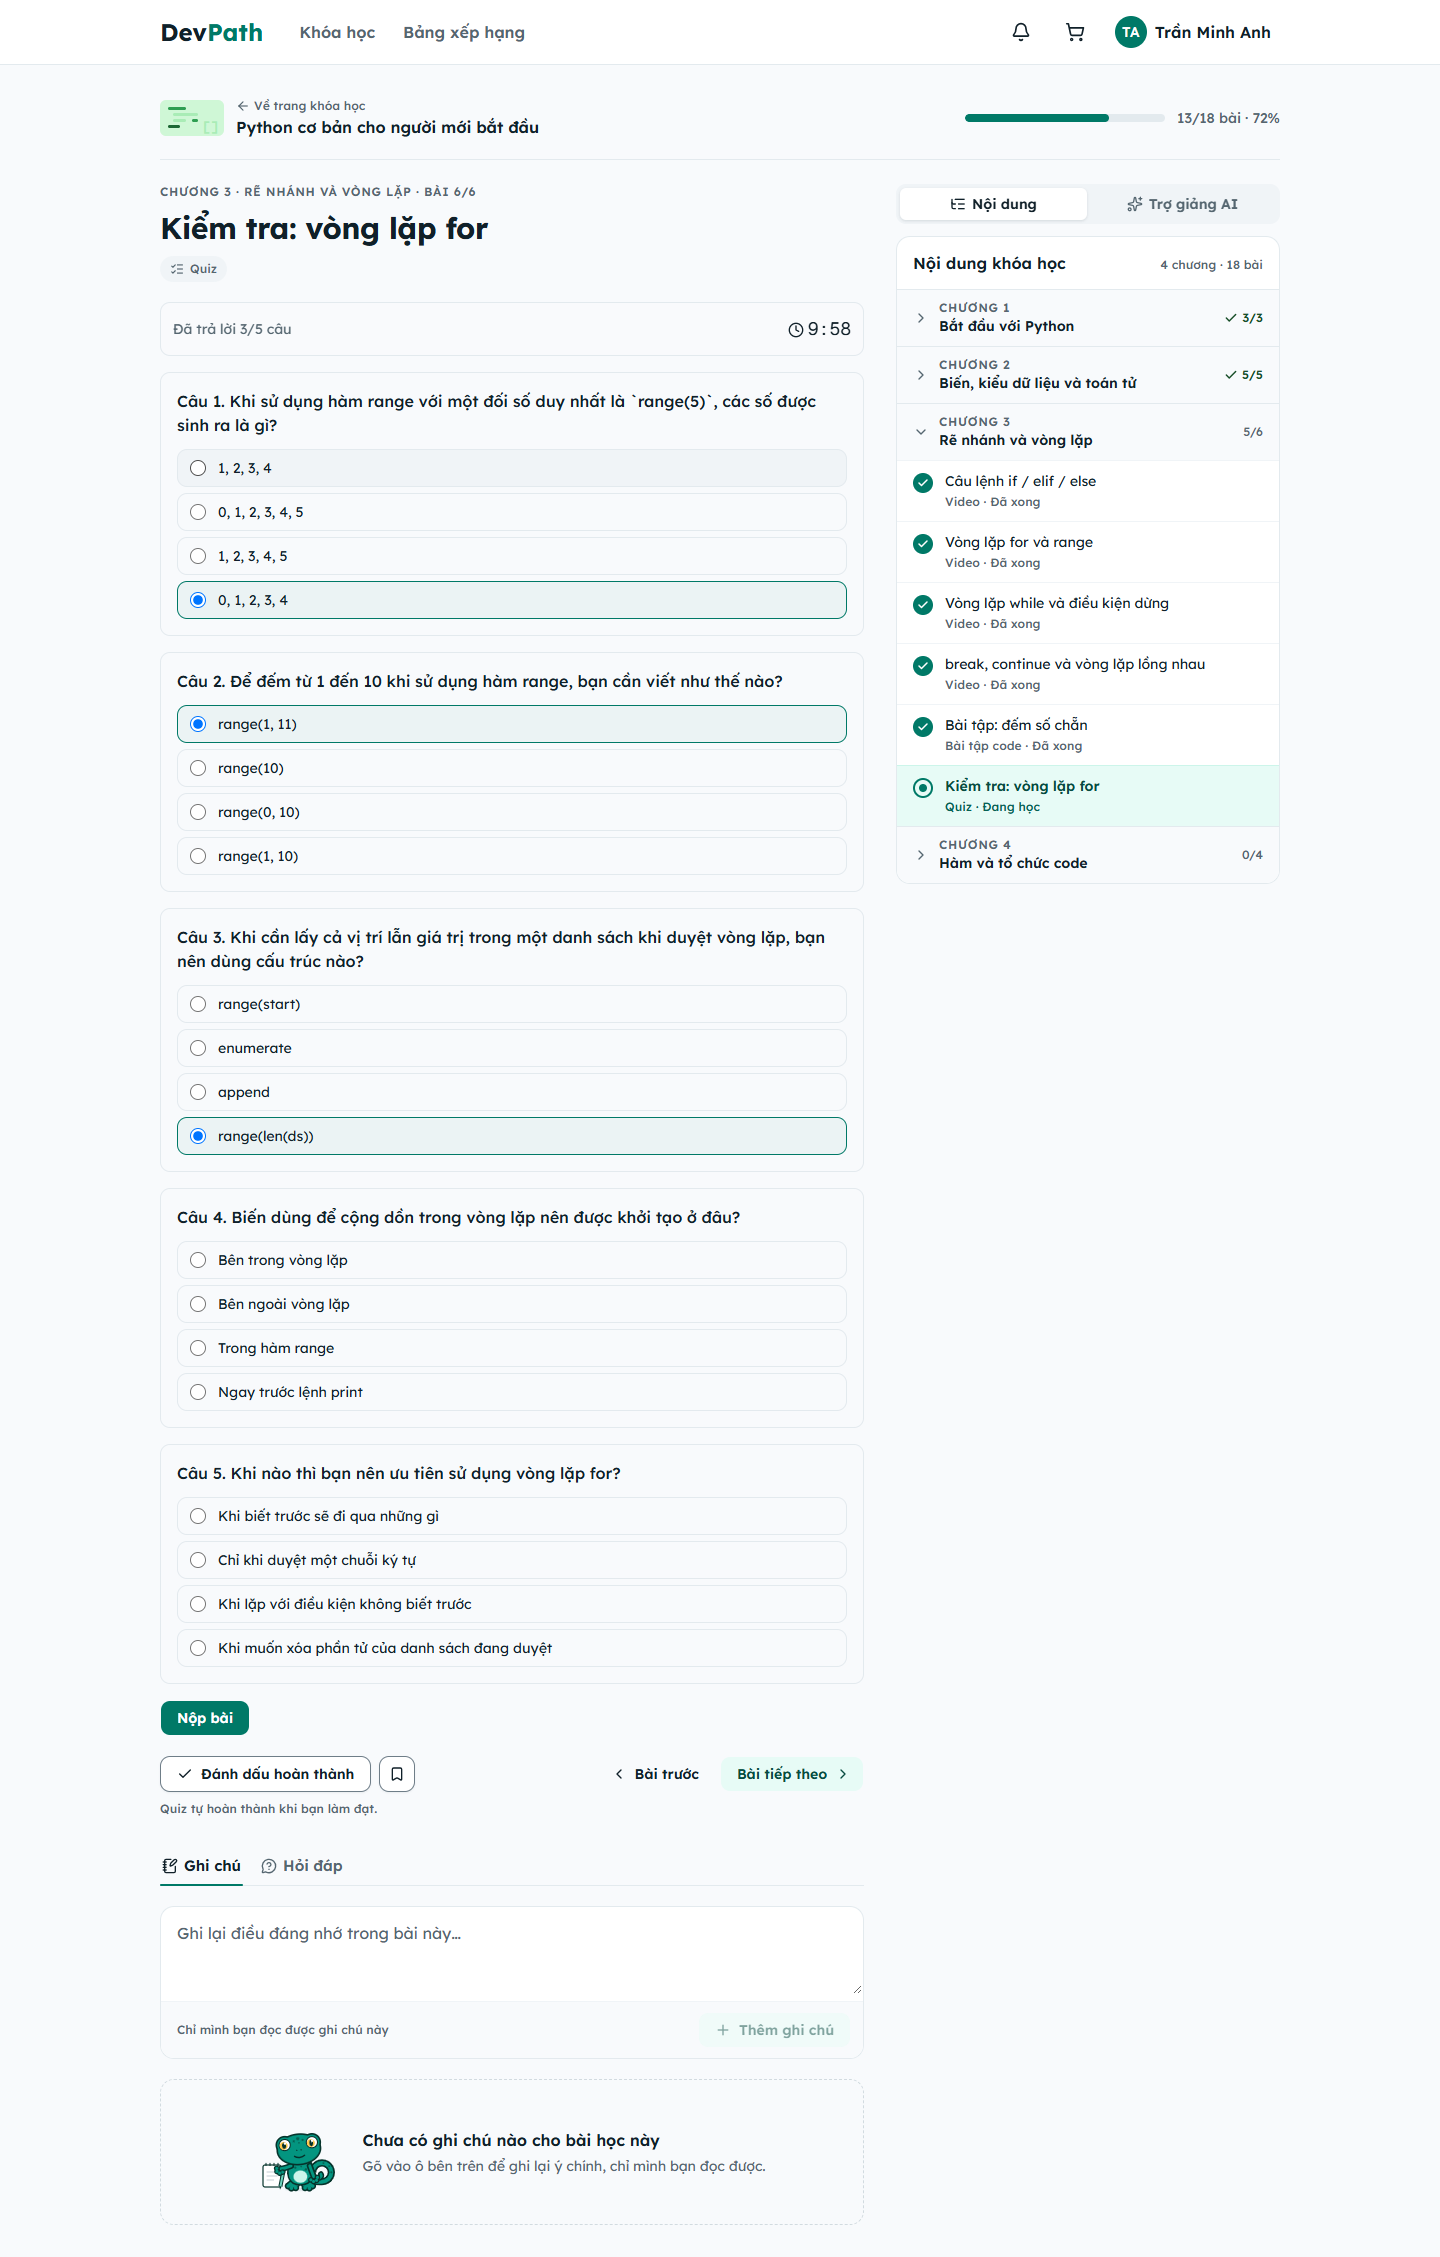 DevPath
Khóa học
Bảng xếp hạng
TA
Trần Minh Anh
← Về trang khóa học
Python cơ bản cho người mới bắt đầu
13/18 bài · 72%
CHƯƠNG 3 · RẼ NHÁNH VÀ VÒNG LẶP · BÀI 6/6
Kiểm tra: vòng lặp for
Quiz
Đã trả lời 3/5 câu
9:58
Câu 1. Khi sử dụng hàm range với một đối số duy nhất là `range(5)`, các số được
sinh ra là gì?
1, 2, 3, 4
0, 1, 2, 3, 4, 5
1, 2, 3, 4, 5
0, 1, 2, 3, 4
Câu 2. Để đếm từ 1 đến 10 khi sử dụng hàm range, bạn cần viết như thế nào?
range(1, 11)
range(10)
range(0, 10)
range(1, 10)
Câu 3. Khi cần lấy cả vị trí lẫn giá trị trong một danh sách khi duyệt vòng lặp, bạn
nên dùng cấu trúc nào?
range(start)
enumerate
append
range(len(ds))
Câu 4. Biến dùng để cộng dồn trong vòng lặp nên được khởi tạo ở đâu?
Bên trong vòng lặp
Bên ngoài vòng lặp
Trong hàm range
Ngay trước lệnh print
Câu 5. Khi nào thì bạn nên ưu tiên sử dụng vòng lặp for?
Khi biết trước sẽ đi qua những gì
Chỉ khi duyệt một chuỗi ký tự
Khi lặp với điều kiện không biết trước
Khi muốn xóa phần tử của danh sách đang duyệt
Nộp bài
Đánh dấu hoàn thành
Bài trước
Bài tiếp theo
Quiz tự hoàn thành khi bạn làm đạt.
Ghi chú
Hỏi đáp
Ghi lại điều đáng nhớ trong bài này…
Chỉ mình bạn đọc được ghi chú này
Thêm ghi chú
Chưa có ghi chú nào cho bài học này
Gõ vào ô bên trên để ghi lại ý chính, chỉ mình bạn đọc được.
Nội dung
Trợ giảng AI
Nội dung khóa học
4 chương · 18 bài
CHƯƠNG 1
Bắt đầu với Python
3/3
CHƯƠNG 2
Biến, kiểu dữ liệu và toán tử
5/5
CHƯƠNG 3
Rẽ nhánh và vòng lặp
5/6
Câu lệnh if / elif / else
Video · Đã xong
Vòng lặp for và range
Video · Đã xong
Vòng lặp while và điều kiện dừng
Video · Đã xong
break, continue và vòng lặp lồng nhau
Video · Đã xong
Bài tập: đếm số chẵn
Bài tập code · Đã xong
Kiểm tra: vòng lặp for
Quiz · Đang học
CHƯƠNG 4
Hàm và tổ chức code
0/4